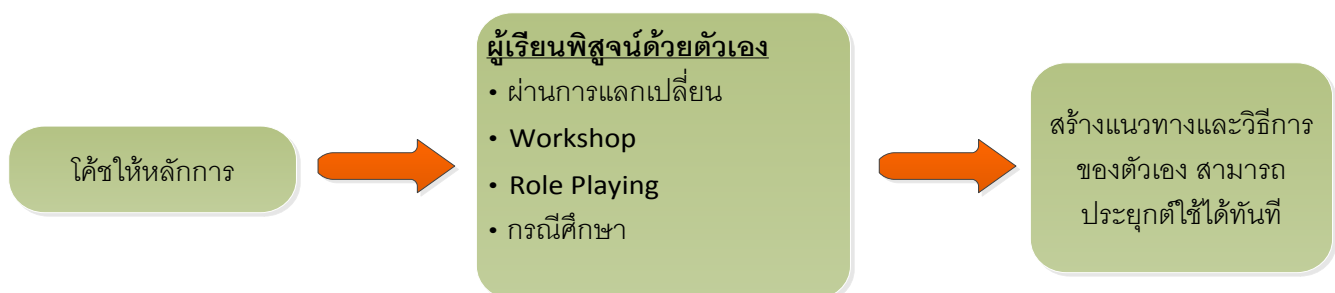 โค้ชให้หลักการ
ผู้เรียนพิสูจน์ด้วยตัวเอง
• ผ่านการแลกเปลี่ยน
• Workshop
• Role Playing
• กรณีศึกษา
สร้างแนวทางและวิธีการ
ของตัวเอง สามารถ
ประยุกต์ใช้ได้ทันที